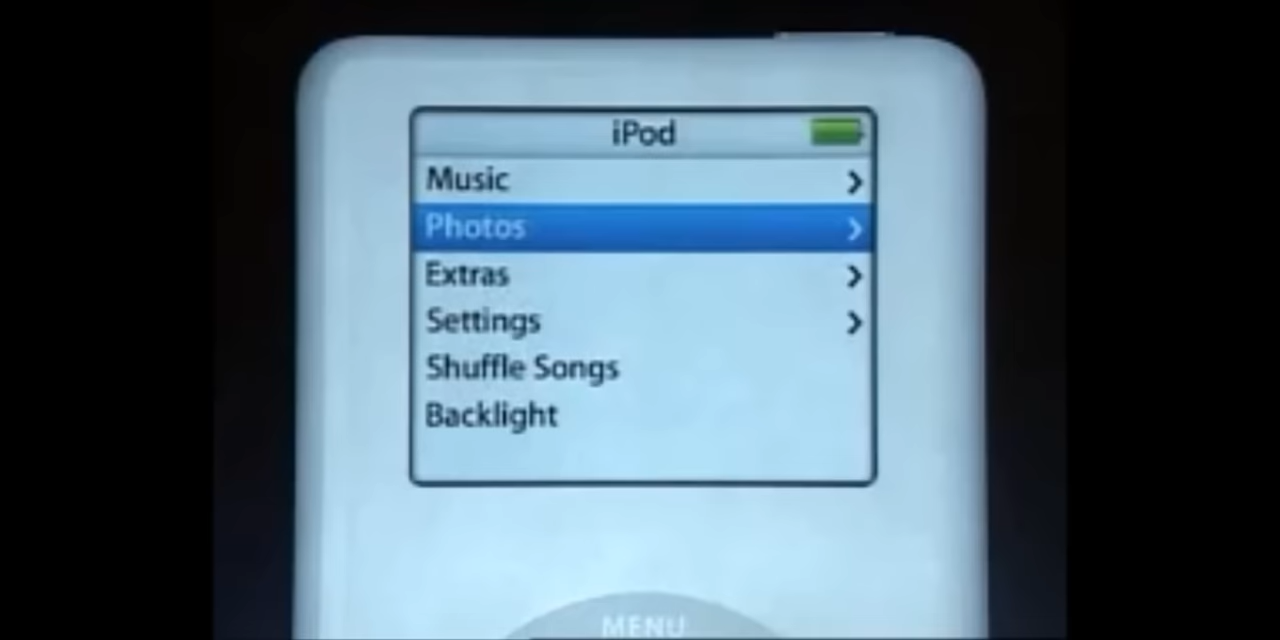 iPod
Music
Photos
Extras
Settings
Shuffle Songs
Backlight
MENU